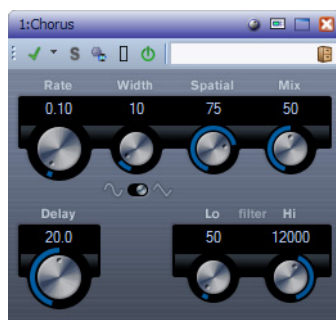 1:Chorus
S
Rate Width Spatial Mix
0.10 10 75 50
Delay Lo filter Hi
20.0 50 12000